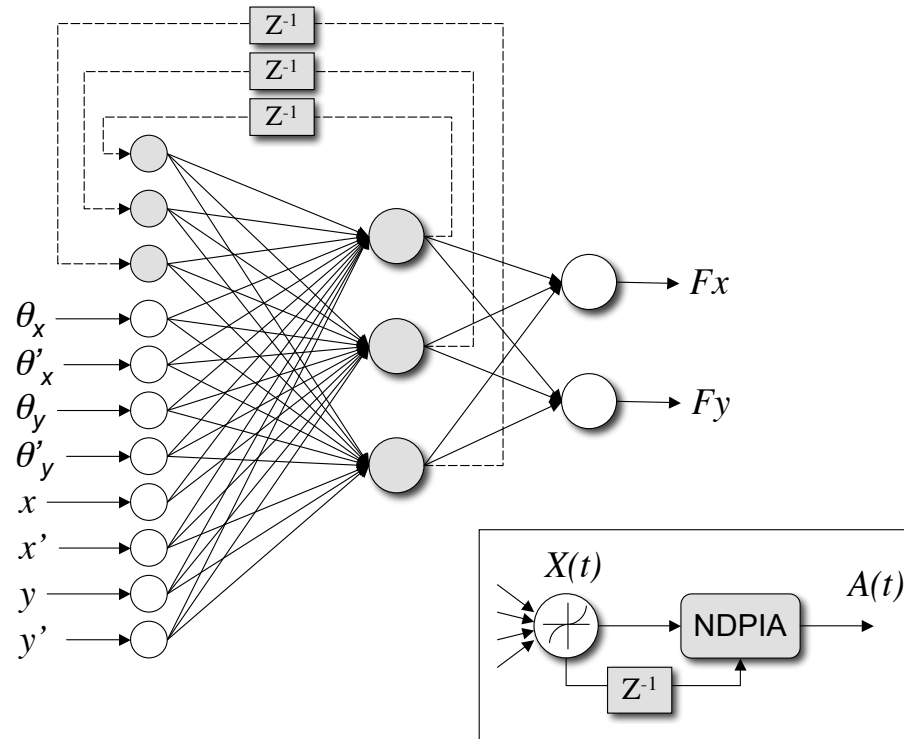 Z⁻¹
Z⁻¹
Z⁻¹
θx
θ'x
θy
θ'y
x
x'
y
y'
Fx
Fy
X(t)
A(t)
NDPIA
Z⁻¹